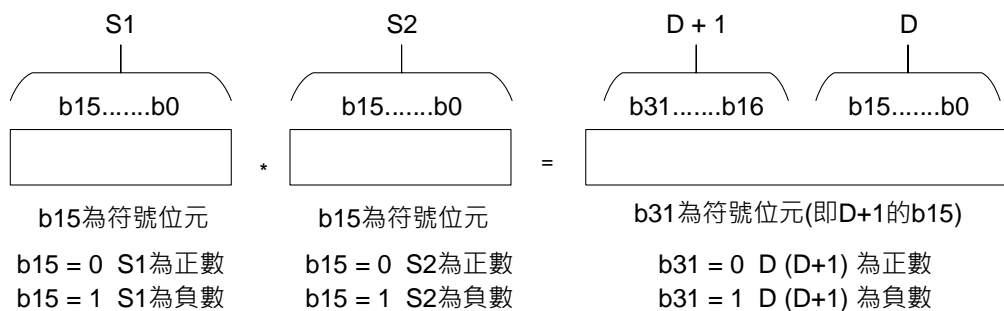 S1 S2 D + 1 D
b15.......b0 b15.......b0 b31.......b16 b15.......b0
* =
b15為符號位元 b15為符號位元 b31為符號位元(即D+1的b15)
b15 = 0 S1為正數 b15 = 0 S2為正數 b31 = 0 D (D+1) 為正數
b15 = 1 S1為負數 b15 = 1 S2為負數 b31 = 1 D (D+1) 為負數